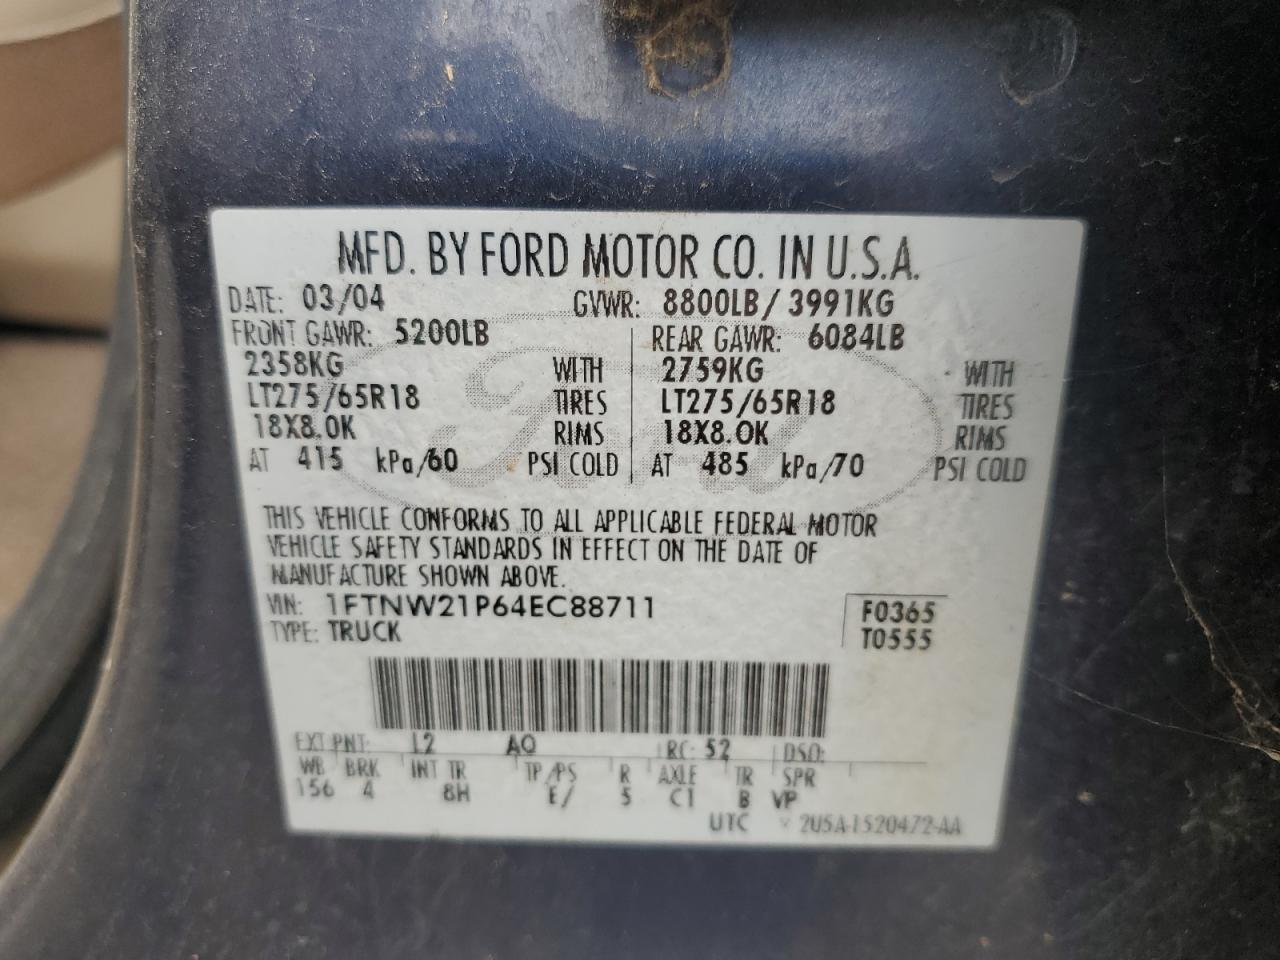 MFD. BY FORD MOTOR CO. IN U.S.A.
DATE: 03/04 GVWR: 8800LB/ 3991KG
FRONT GAWR: 5200LB REAR GAWR: 6084LB
2358KG WITH 2759KG WITH
LT275/65R18 TIRES LT275/65R18 TIRES
18X8.0K RIMS 18X8.0K RIMS
AT 415 kPa/60 PSI COLD AT 485 kPa/70 PSI COLD
THIS VEHICLE CONFORMS TO ALL APPLICABLE FEDERAL MOTOR
VEHICLE SAFETY STANDARDS IN EFFECT ON THE DATE OF
MANUFACTURE SHOWN ABOVE.
VIN: 1FTNW21P64EC88711 F0365
TYPE: TRUCK T0555
EXT PNT: L2 AQ RC: 52 DSO:
WB BRK INT TR TP/PS R AXLE TR SPR
156 4 8H E/ 5 C1 B VP
UTC 2U5A-1520472-AA
Ford